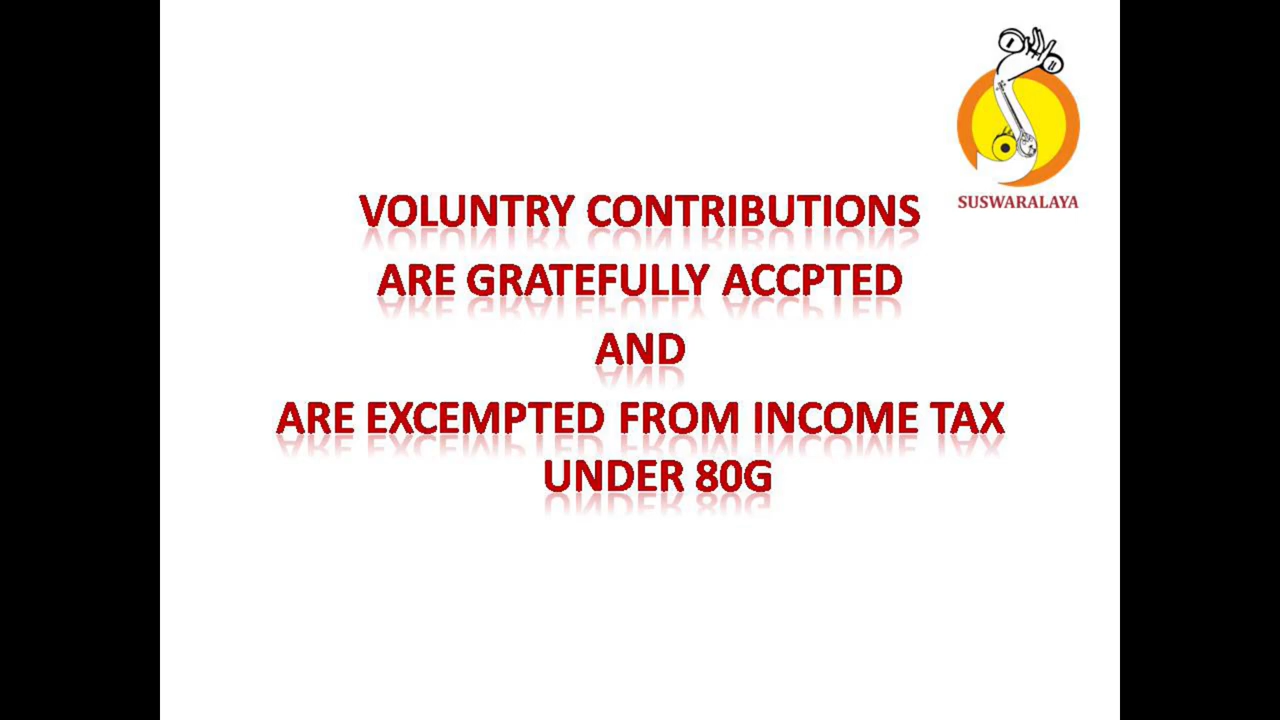 SUSWARALAYA
VOLUNTRY CONTRIBUTIONS
ARE GRATEFULLY ACCPTED
AND
ARE EXCEMPTED FROM INCOME TAX
UNDER 80G